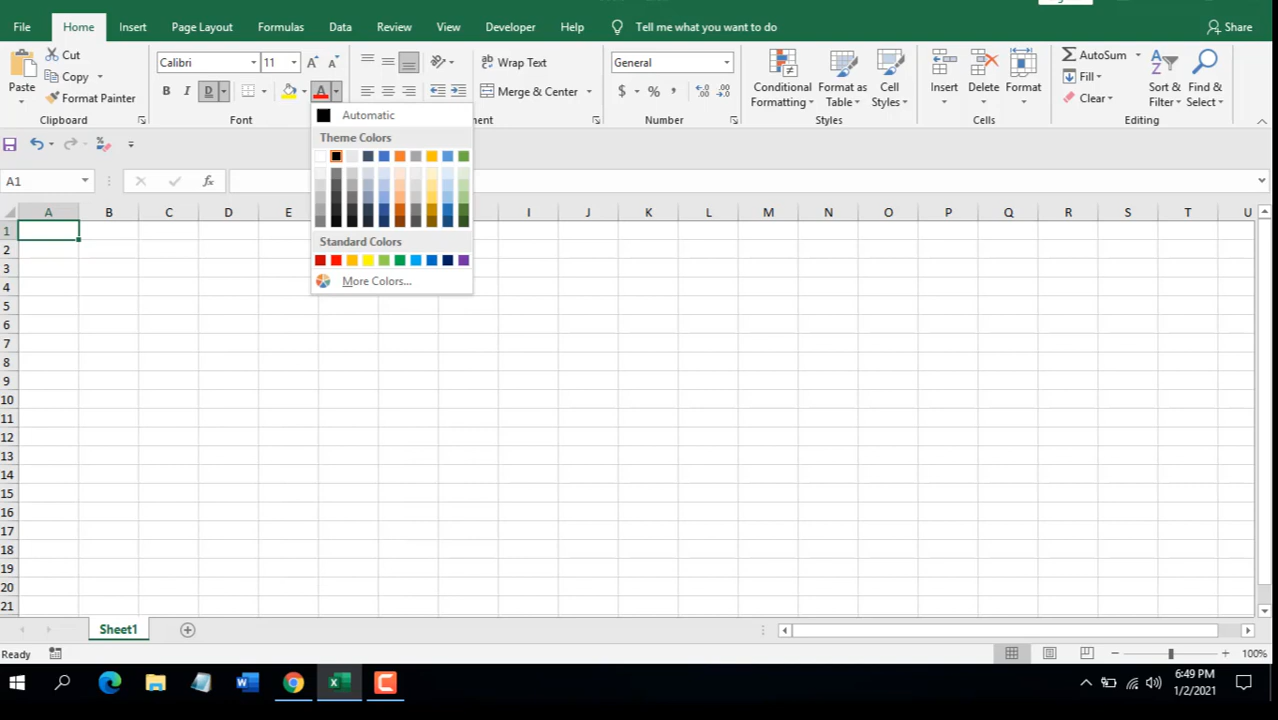 File Home Insert Page Layout Formulas Data Review View Developer Help Tell me what you want to do Share
Paste Cut Copy Format Painter
Clipboard
Calibri 11
B I D A
Font
ab Wrap Text
Merge & Center
ment
General
$ % ,
Number
Conditional Formatting Format as Table Cell Styles
Styles
Insert Delete Format
Cells
AutoSum Fill Clear Sort & Filter Find & Select
Editing
Automatic
Theme Colors
Standard Colors
More Colors...
A1 fx
A B C D E I J K L M N O P Q R S T U
1
2
3
4
5
6
7
8
9
10
11
12
13
14
15
16
17
18
19
20
21
Sheet1
Ready 100%
6:49 PM
1/2/2021